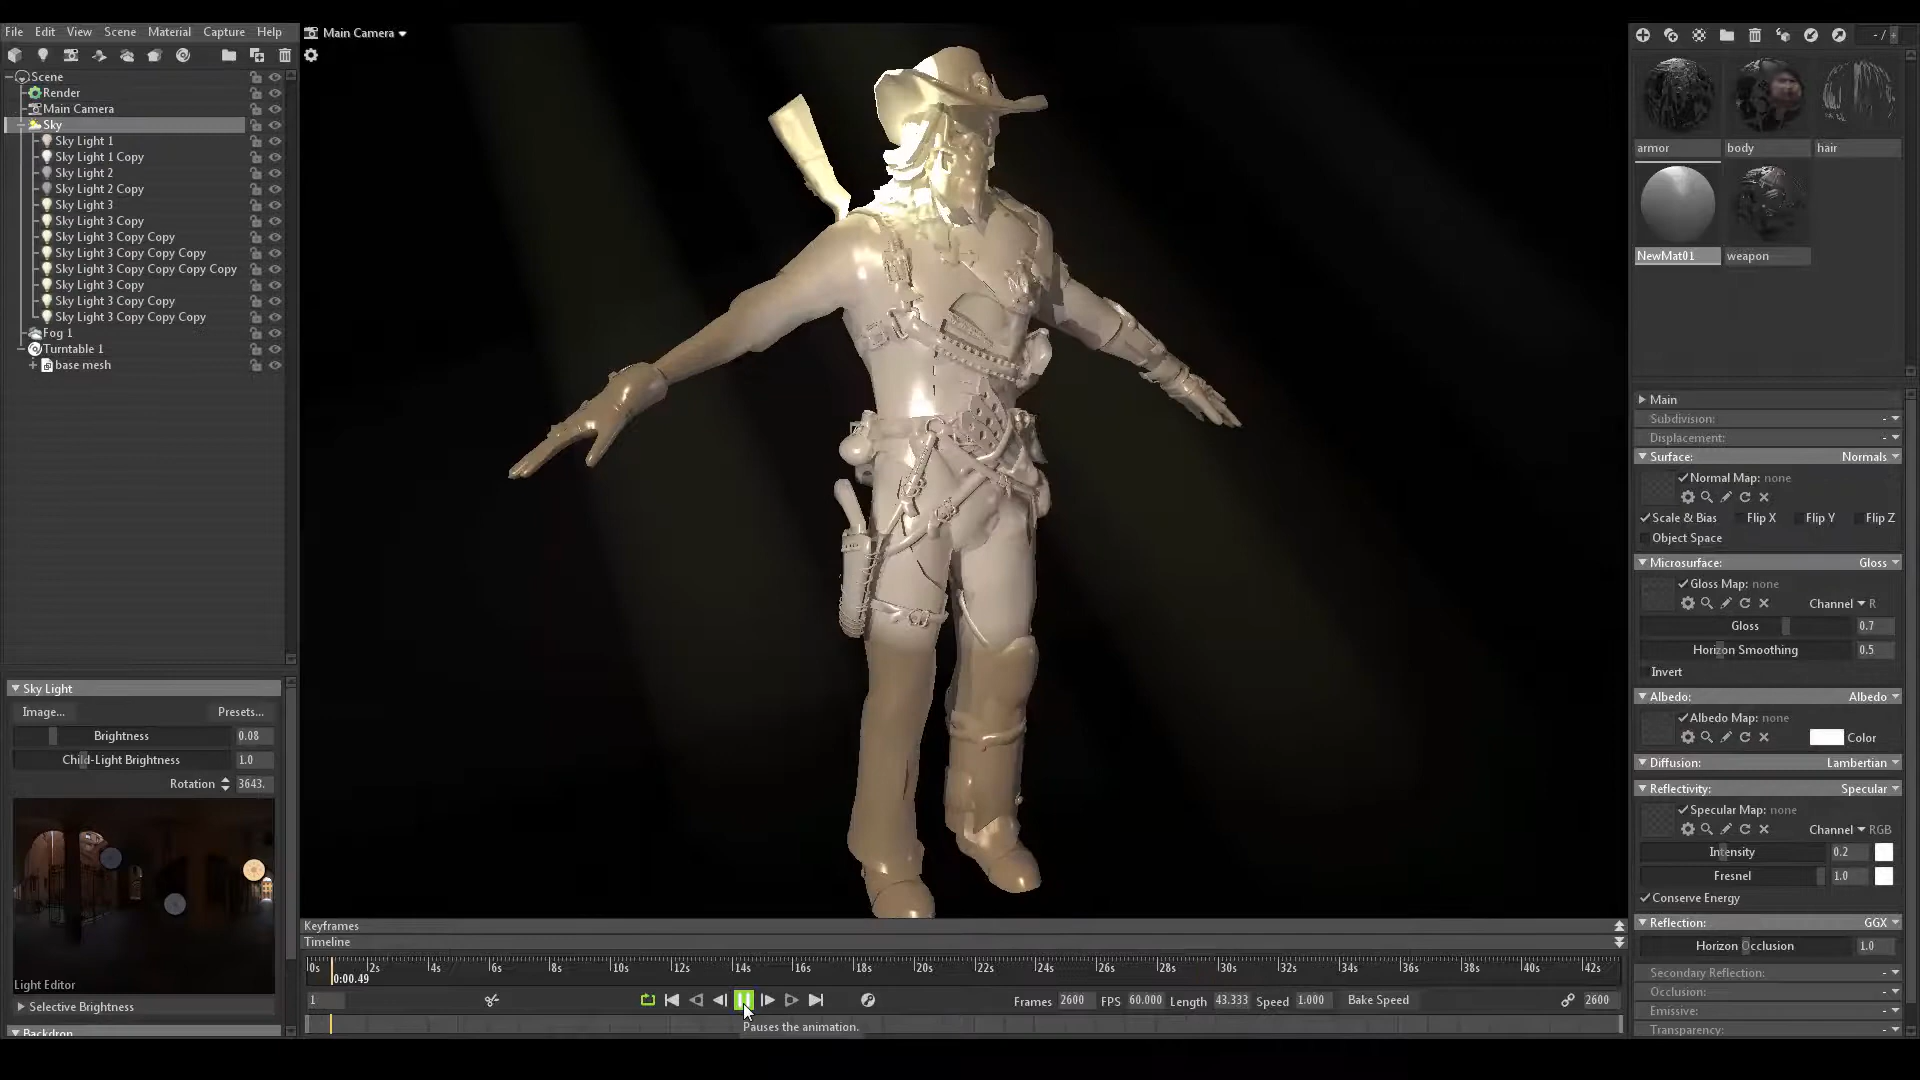 File Edit View Scene Material Capture Help
Main Camera
- /
Scene
Render
Main Camera
Sky
Sky Light 1
Sky Light 1 Copy
Sky Light 2
Sky Light 2 Copy
Sky Light 3
Sky Light 3 Copy
Sky Light 3 Copy Copy
Sky Light 3 Copy Copy Copy
Sky Light 3 Copy Copy Copy Copy
Sky Light 3 Copy
Sky Light 3 Copy Copy
Sky Light 3 Copy Copy Copy
Fog 1
Turntable 1
base mesh
Sky Light
Image... Presets...
Brightness 0.08
Child-Light Brightness 1.0
Rotation 3643.
Light Editor
Selective Brightness
Backdrop
Keyframes
Timeline
0s 2s 4s 6s 8s 10s 12s 14s 16s 18s 20s 22s 24s 26s 28s 30s 32s 34s 36s 38s 40s 42s
0:00.49
1 Frames 2600 FPS 60.000 Length 43.333 Speed 1.000 Bake Speed 2600
Pauses the animation.
armor body hair
NewMat01 weapon
Main
Subdivision: -
Displacement: -
Surface: Normals
Normal Map: none
Scale & Bias Flip X Flip Y Flip Z
Object Space
Microsurface: Gloss
Gloss Map: none
Channel R
Gloss 0.7
Horizon Smoothing 0.5
Invert
Albedo: Albedo
Albedo Map: none
Color
Diffusion: Lambertian
Reflectivity: Specular
Specular Map: none
Channel RGB
Intensity 0.2
Fresnel 1.0
Conserve Energy
Reflection: GGX
Horizon Occlusion 1.0
Secondary Reflection: -
Occlusion: -
Emissive: -
Transparency: -